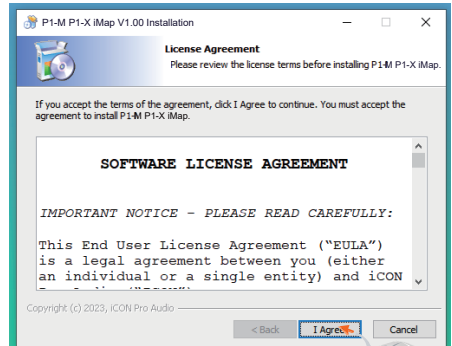 P1-M P1-X iMap V1.00 Installation
License Agreement
Please review the license terms before installing P1-M P1-X iMap.
If you accept the terms of the agreement, click I Agree to continue. You must accept the
agreement to install P1-M P1-X iMap.
SOFTWARE LICENSE AGREEMENT
IMPORTANT NOTICE – PLEASE READ CAREFULLY:
This End User License Agreement (“EULA”)
is a legal agreement between you (either
an individual or a single entity) and iCON
Copyright (c) 2023, iCON Pro Audio
< Back I Agree Cancel